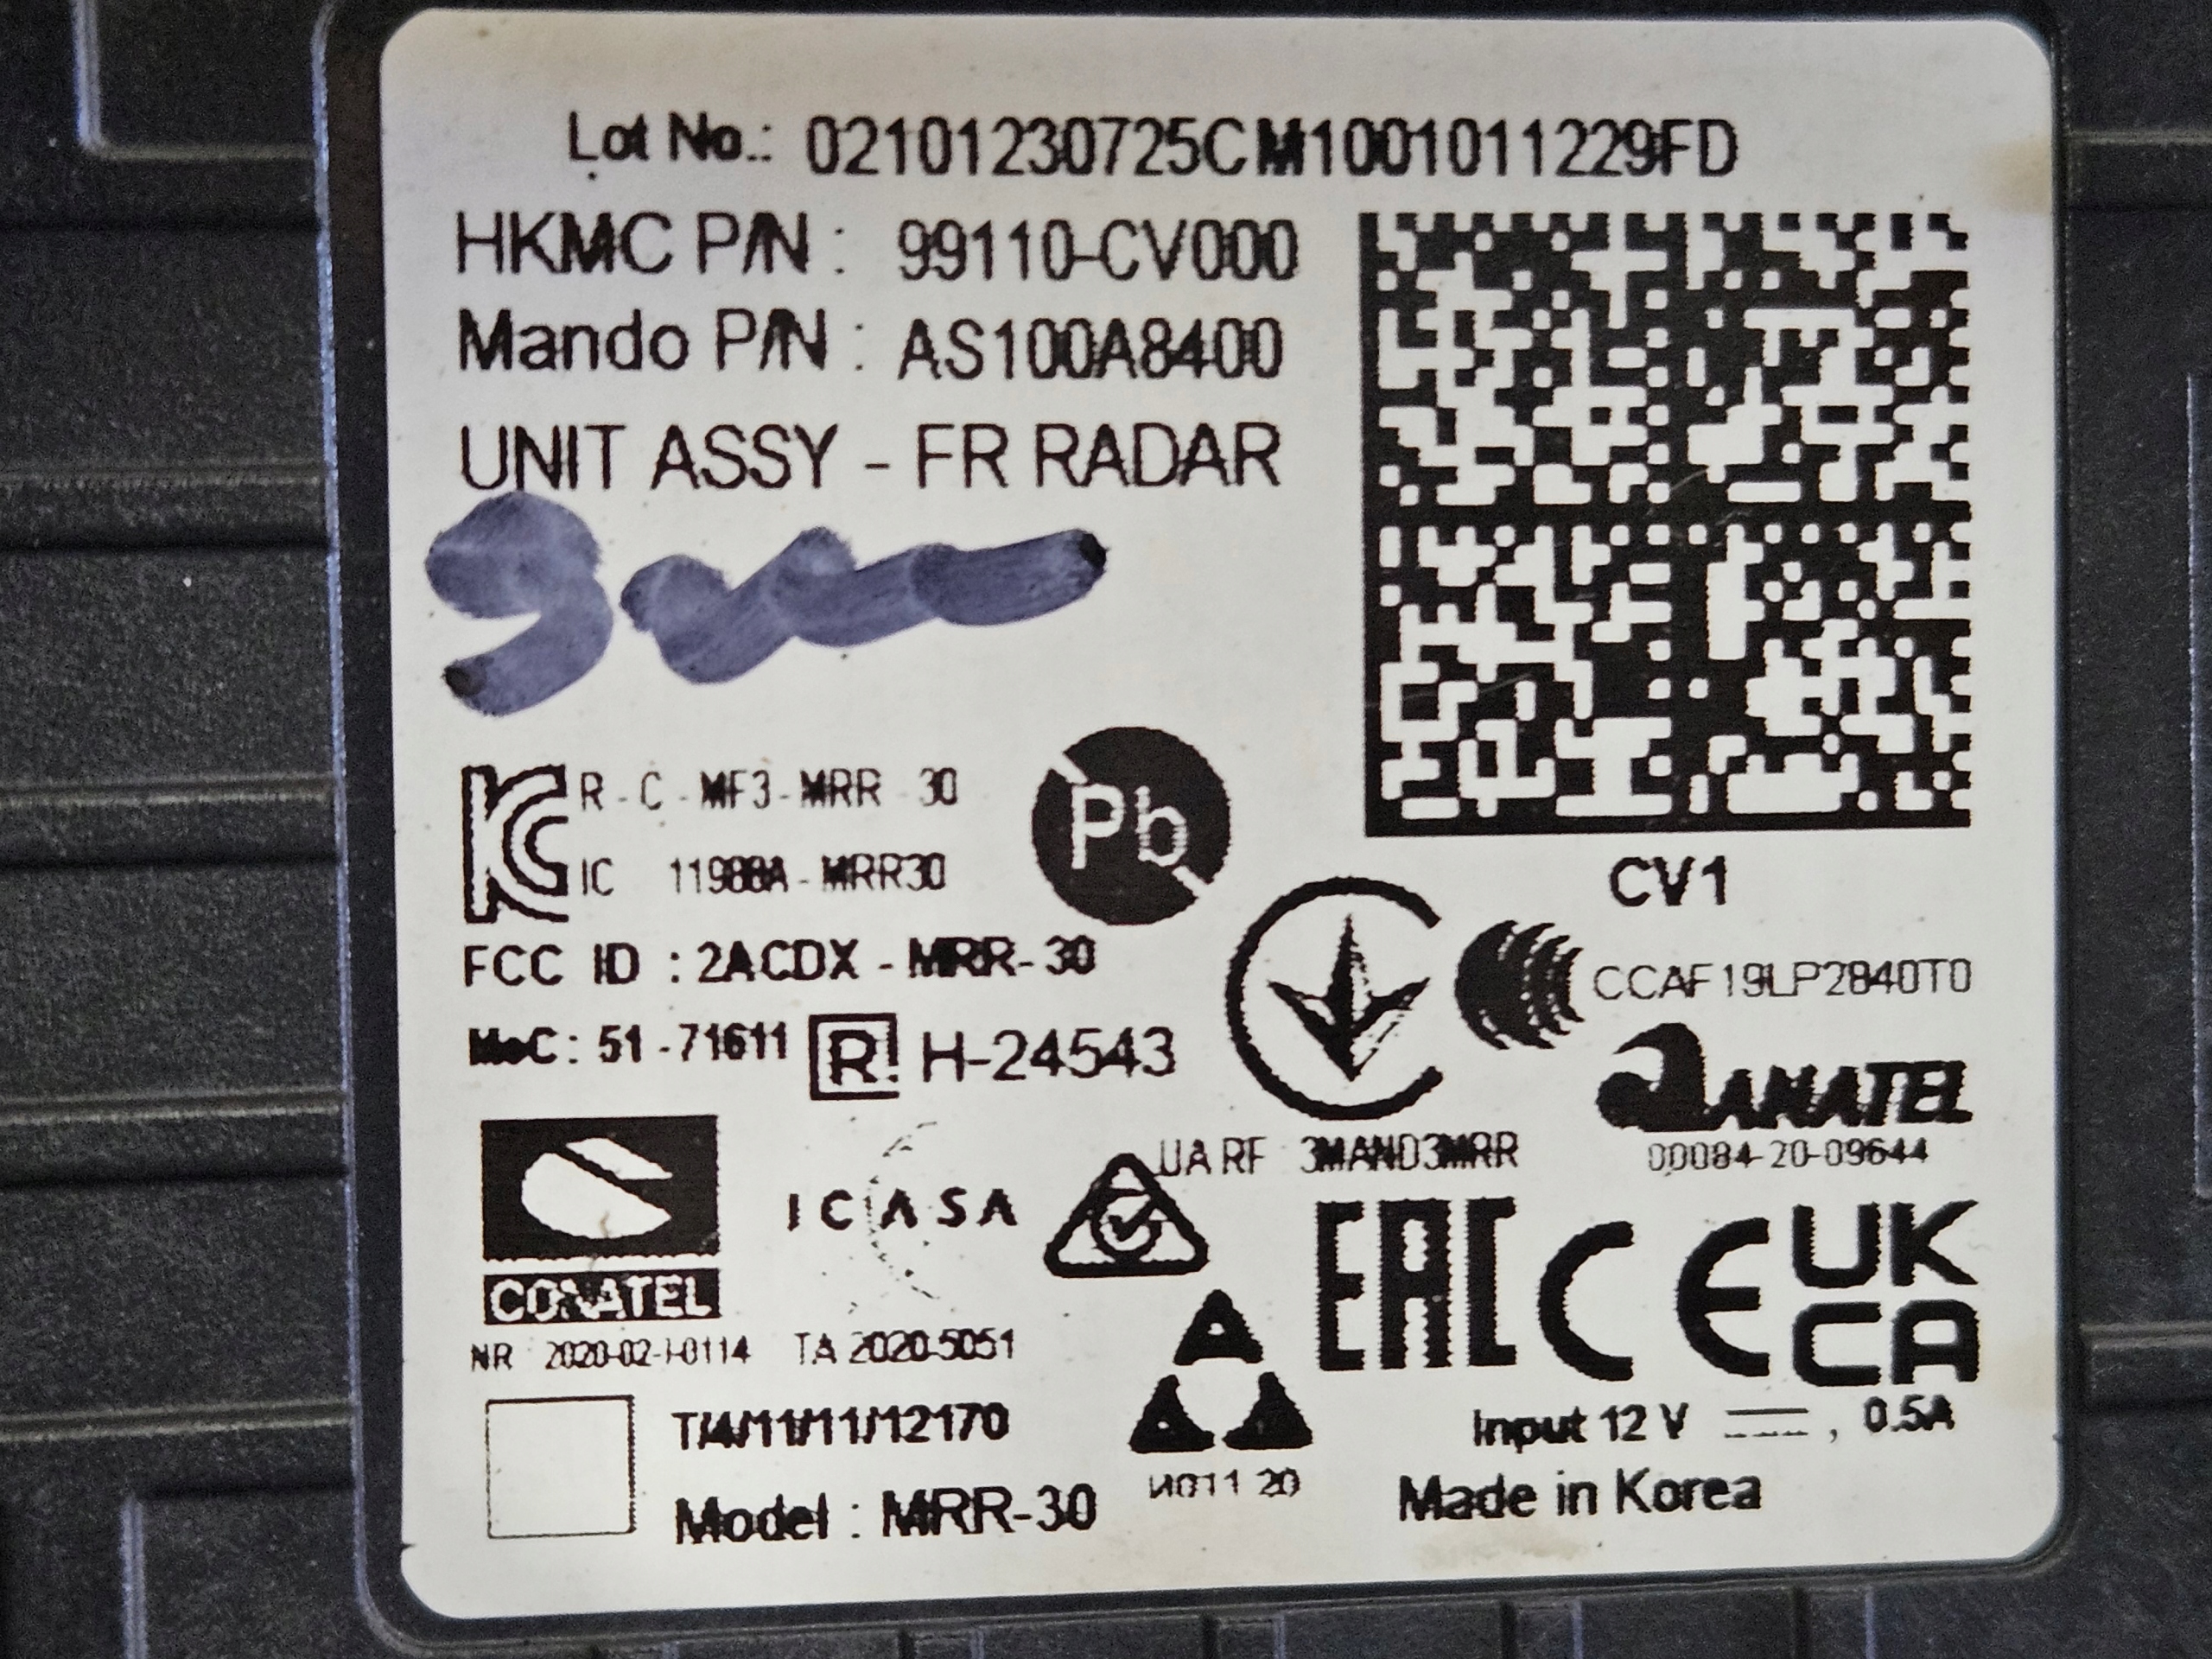 Lot No.: 02101230725CM1001011229FD
HKMC P/N : 99110-CV000
Mando P/N : AS100A8400
UNIT ASSY - FR RADAR
R - C - MF3 - MRR - 30
IC 11988A - MRR30
Pb
CV1
FCC ID : 2ACDX - MRR-30
CCAF19LP2840T0
MoC : 51 -71611
R H-24543
ANATEL
00084-20-09644
UA RF 3MAND3MRR
ICASA
CONATEL
NR 2020-02-I-0114
TA 2020-5051
EAC CE UK CA
T/4/11/11/12170
И011 20
Input 12 V ⎓, 0.5A
Model : MRR-30
Made in Korea